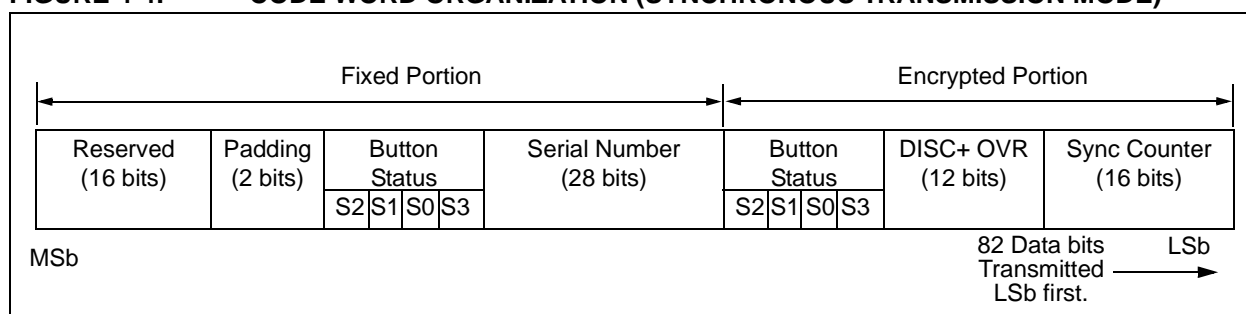 Fixed Portion
Encrypted Portion
Reserved
(16 bits)
Padding
(2 bits)
Button
Status
S2 S1 S0 S3
Serial Number
(28 bits)
Button
Status
S2 S1 S0 S3
DISC+ OVR
(12 bits)
Sync Counter
(16 bits)
MSb
82 Data bits
Transmitted
LSb first.
LSb